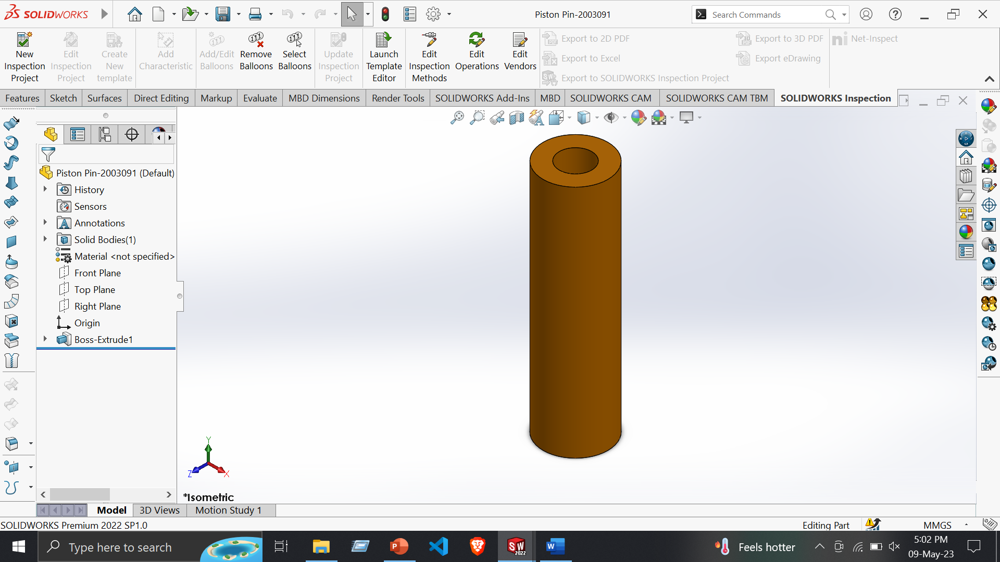 SOLIDWORKS
Piston Pin-2003091
Search Commands
New Inspection Project
Edit Inspection Project
Create New template
Add Characteristic
Add/Edit Balloons
Remove Balloons
Select Balloons
Update Inspection Project
Launch Template Editor
Edit Inspection Methods
Edit Operations
Edit Vendors
Export to 2D PDF
Export to Excel
Export to SOLIDWORKS Inspection Project
Export to 3D PDF
Export eDrawing
Net-Inspect
Features
Sketch
Surfaces
Direct Editing
Markup
Evaluate
MBD Dimensions
Render Tools
SOLIDWORKS Add-Ins
MBD
SOLIDWORKS CAM
SOLIDWORKS CAM TBM
SOLIDWORKS Inspection
Piston Pin-2003091 (Default)
History
Sensors
Annotations
Solid Bodies(1)
Material <not specified>
Front Plane
Top Plane
Right Plane
Origin
Boss-Extrude1
Y
Z
X
*Isometric
Model
3D Views
Motion Study 1
SOLIDWORKS Premium 2022 SP1.0
Editing Part
MMGS
Type here to search
SW 2022
Feels hotter
5:02 PM
09-May-23